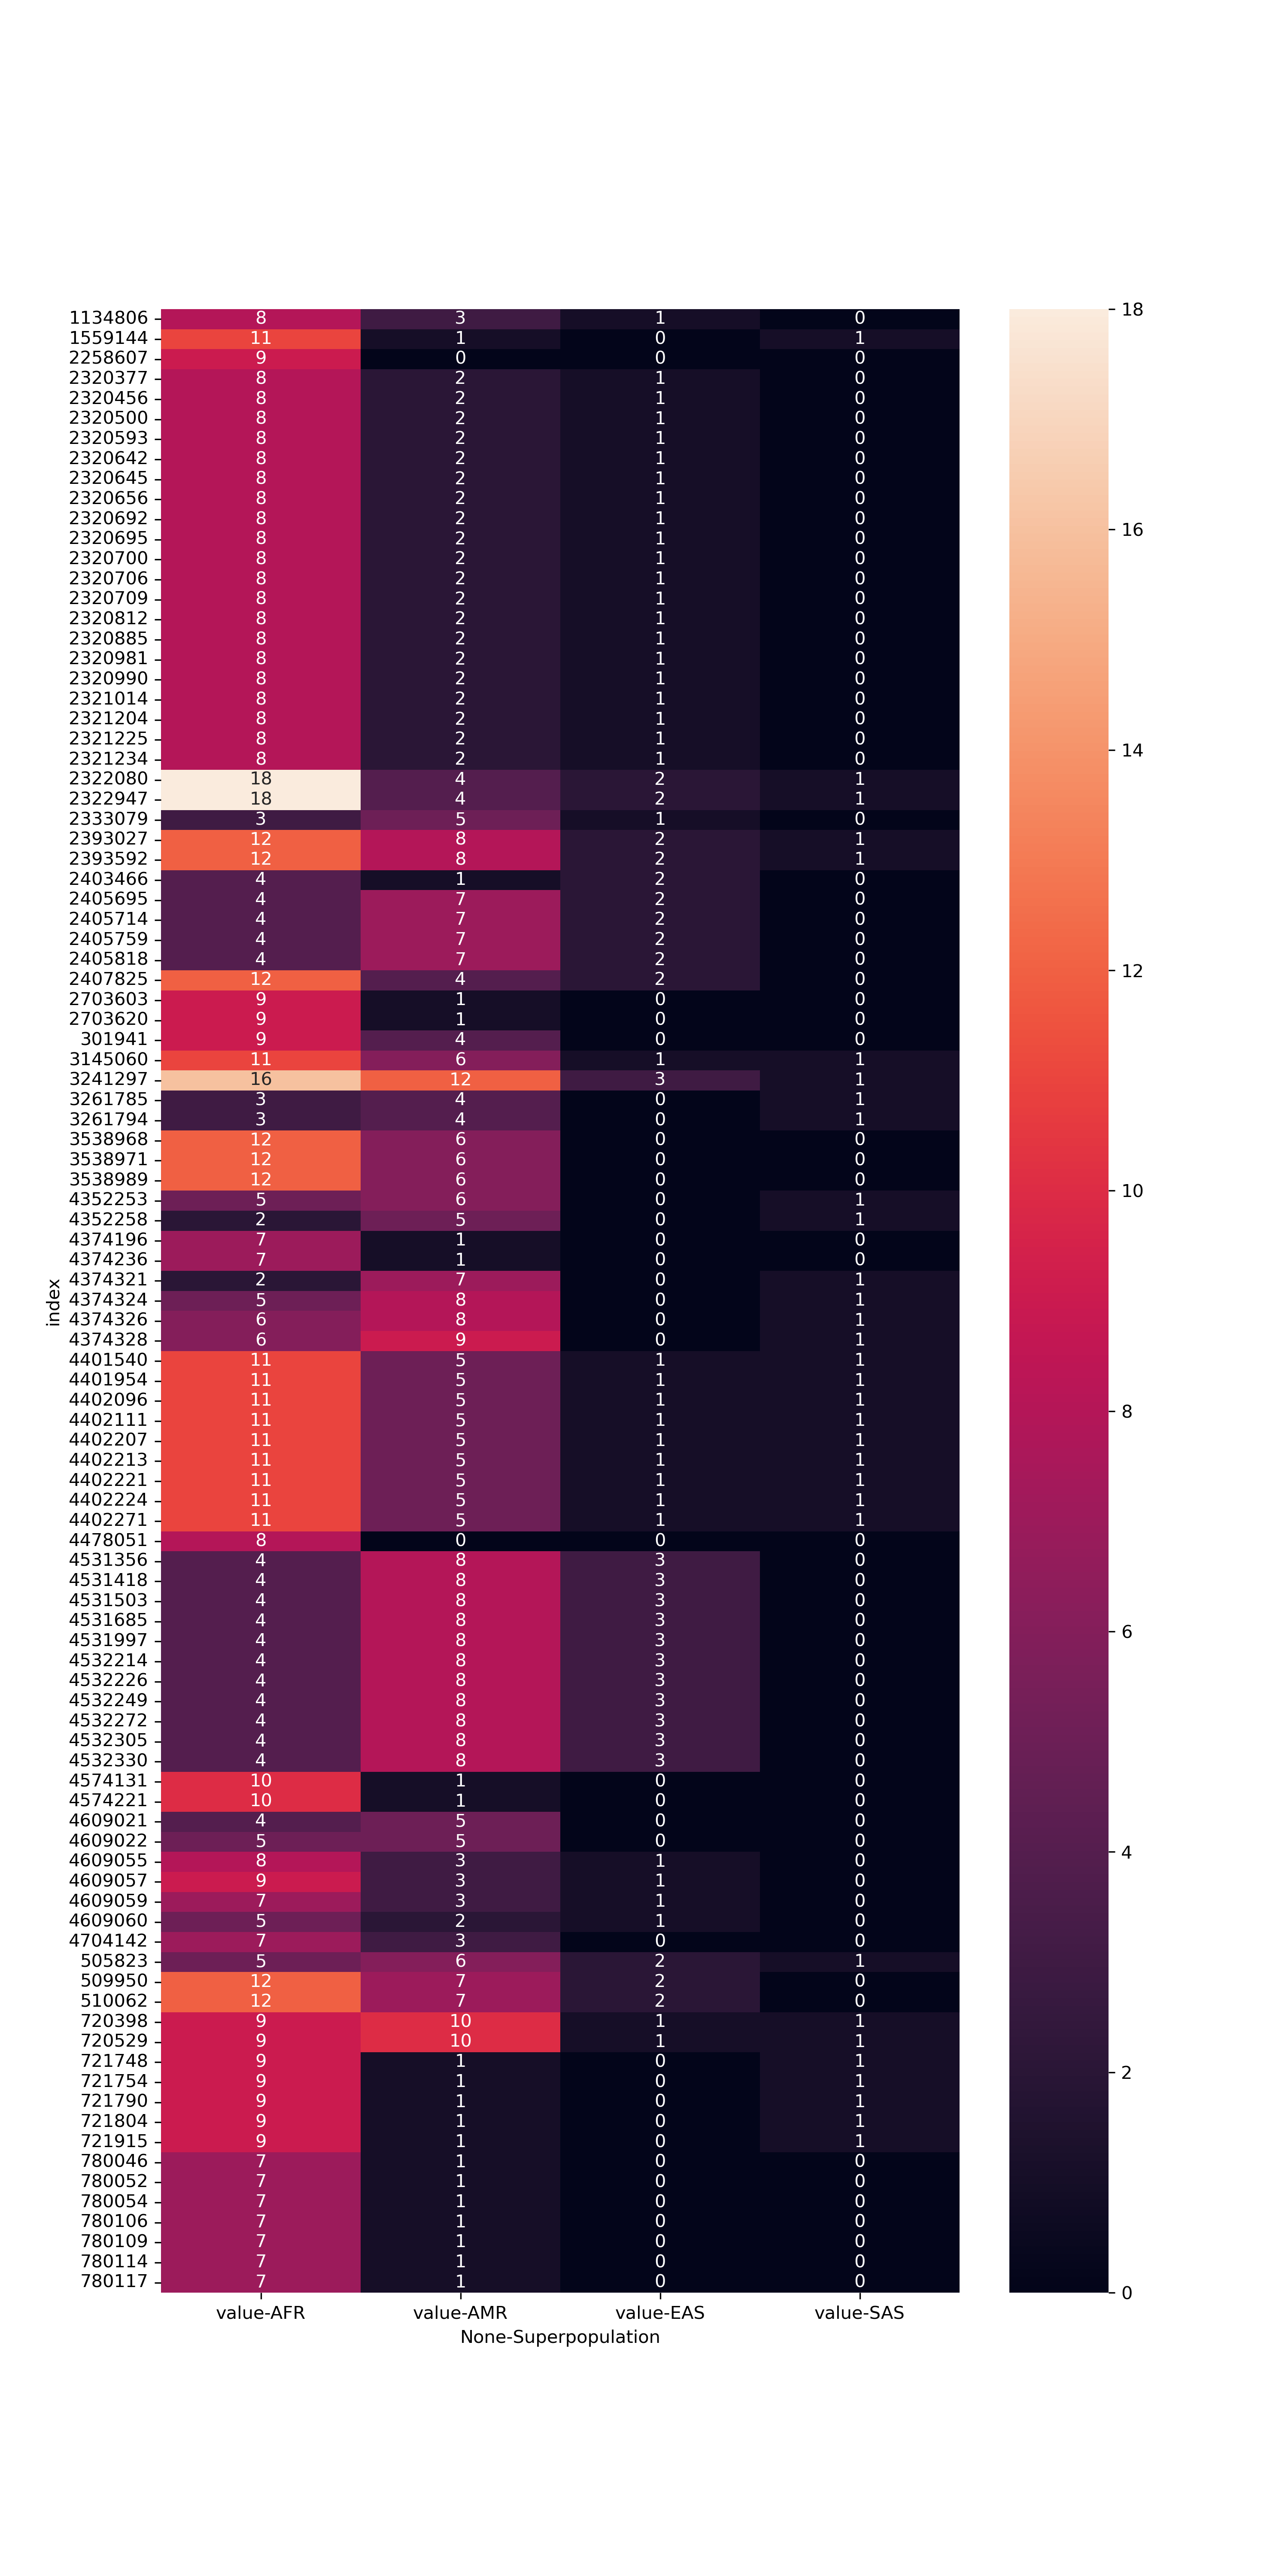 1134806 8 3 1 0
1559144 11 1 0 1
2258607 9 0 0 0
2320377 8 2 1 0
2320456 8 2 1 0
2320500 8 2 1 0
2320593 8 2 1 0
2320642 8 2 1 0
2320645 8 2 1 0
2320656 8 2 1 0
2320692 8 2 1 0
2320695 8 2 1 0
2320700 8 2 1 0
2320706 8 2 1 0
2320709 8 2 1 0
2320812 8 2 1 0
2320885 8 2 1 0
2320981 8 2 1 0
2320990 8 2 1 0
2321014 8 2 1 0
2321204 8 2 1 0
2321225 8 2 1 0
2321234 8 2 1 0
2322080 18 4 2 1
2322947 18 4 2 1
2333079 3 5 1 0
2393027 12 8 2 1
2393592 12 8 2 1
2403466 4 1 2 0
2405695 4 7 2 0
2405714 4 7 2 0
2405759 4 7 2 0
2405818 4 7 2 0
2407825 12 4 2 0
2703603 9 1 0 0
2703620 9 1 0 0
301941 9 4 0 0
3145060 11 6 1 1
3241297 16 12 3 1
3261785 3 4 0 1
3261794 3 4 0 1
3538968 12 6 0 0
3538971 12 6 0 0
3538989 12 6 0 0
4352253 5 6 0 1
4352258 2 5 0 1
4374196 7 1 0 0
4374236 7 1 0 0
4374321 2 7 0 1
4374324 5 8 0 1
4374326 6 8 0 1
4374328 6 9 0 1
4401540 11 5 1 1
4401954 11 5 1 1
4402096 11 5 1 1
4402111 11 5 1 1
4402207 11 5 1 1
4402213 11 5 1 1
4402221 11 5 1 1
4402224 11 5 1 1
4402271 11 5 1 1
4478051 8 0 0 0
4531356 4 8 3 0
4531418 4 8 3 0
4531503 4 8 3 0
4531685 4 8 3 0
4531997 4 8 3 0
4532214 4 8 3 0
4532226 4 8 3 0
4532249 4 8 3 0
4532272 4 8 3 0
4532305 4 8 3 0
4532330 4 8 3 0
4574131 10 1 0 0
4574221 10 1 0 0
4609021 4 5 0 0
4609022 5 5 0 0
4609055 8 3 1 0
4609057 9 3 1 0
4609059 7 3 1 0
4609060 5 2 1 0
4704142 7 3 0 0
505823 5 6 2 1
509950 12 7 2 0
510062 12 7 2 0
720398 9 10 1 1
720529 9 10 1 1
721748 9 1 0 1
721754 9 1 0 1
721790 9 1 0 1
721804 9 1 0 1
721915 9 1 0 1
780046 7 1 0 0
780052 7 1 0 0
780054 7 1 0 0
780106 7 1 0 0
780109 7 1 0 0
780114 7 1 0 0
780117 7 1 0 0
index
value-AFR value-AMR value-EAS value-SAS
None-Superpopulation
18
16
14
12
10
8
6
4
2
0